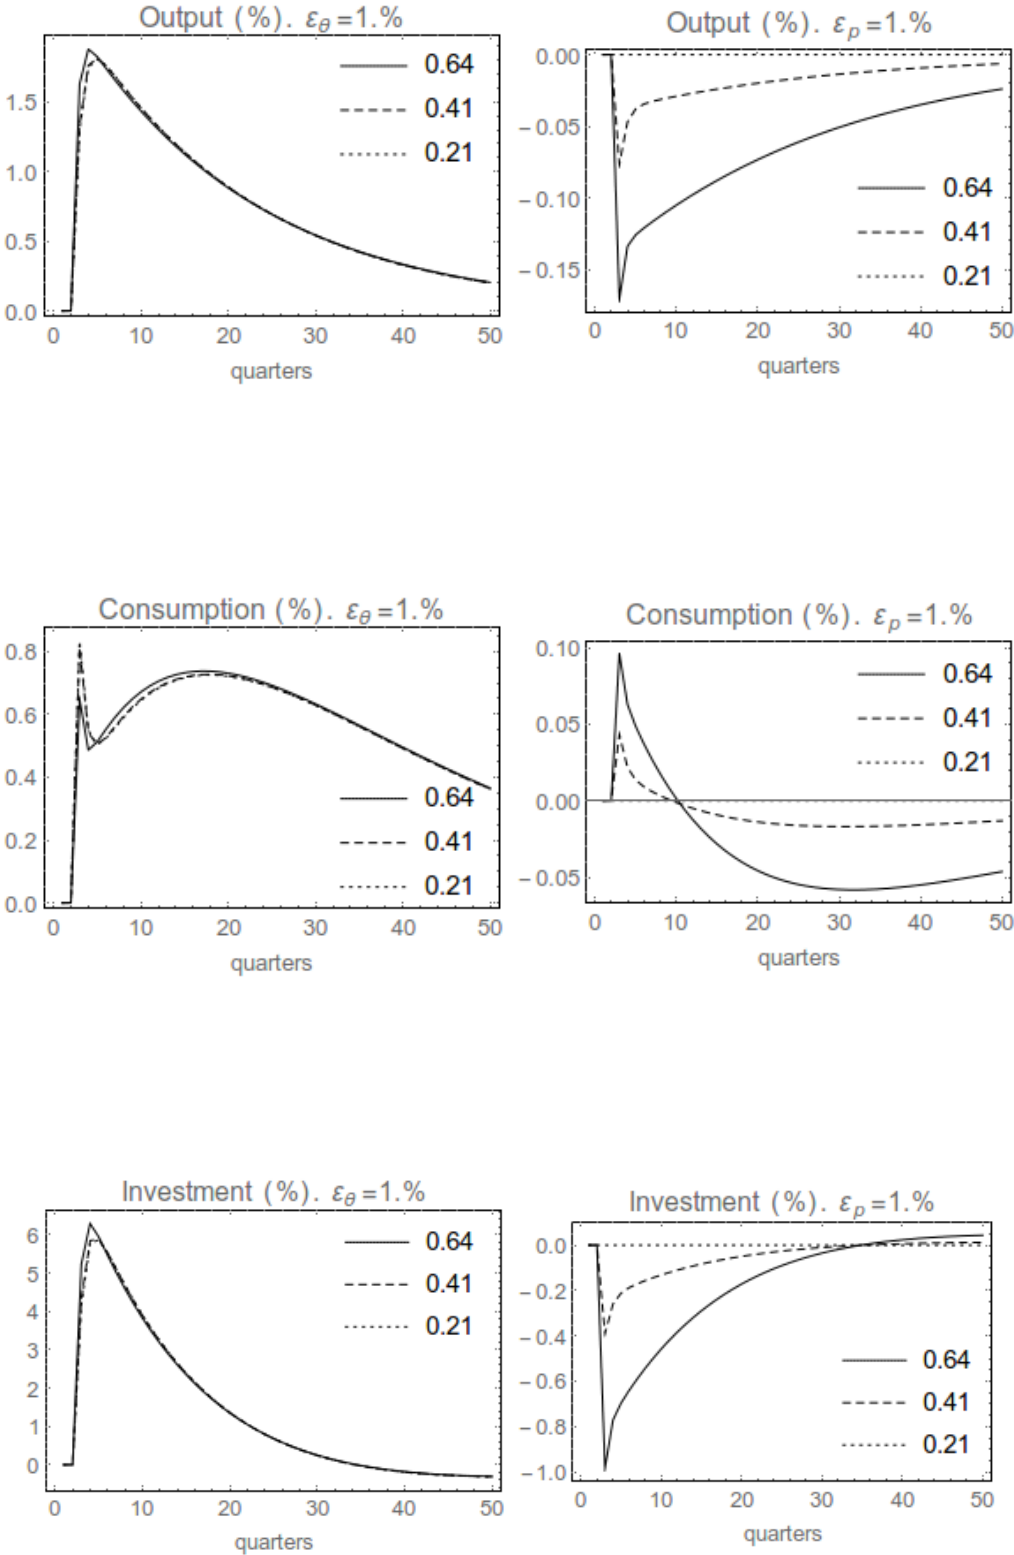 Output (%). εθ=1.%
0.64
0.41
0.21
1.5
1.0
0.5
0.0
0 10 20 30 40 50
quarters
Output (%). εp=1.%
0.00
−0.05
−0.10
−0.15
0.64
0.41
0.21
0 10 20 30 40 50
quarters
Consumption (%). εθ=1.%
0.8
0.6
0.4
0.2
0.0
0.64
0.41
0.21
0 10 20 30 40 50
quarters
Consumption (%). εp=1.%
0.10
0.05
0.00
−0.05
0.64
0.41
0.21
0 10 20 30 40 50
quarters
Investment (%). εθ=1.%
6
5
4
3
2
1
0
0.64
0.41
0.21
0 10 20 30 40 50
quarters
Investment (%). εp=1.%
0.0
−0.2
−0.4
−0.6
−0.8
−1.0
0.64
0.41
0.21
0 10 20 30 40 50
quarters